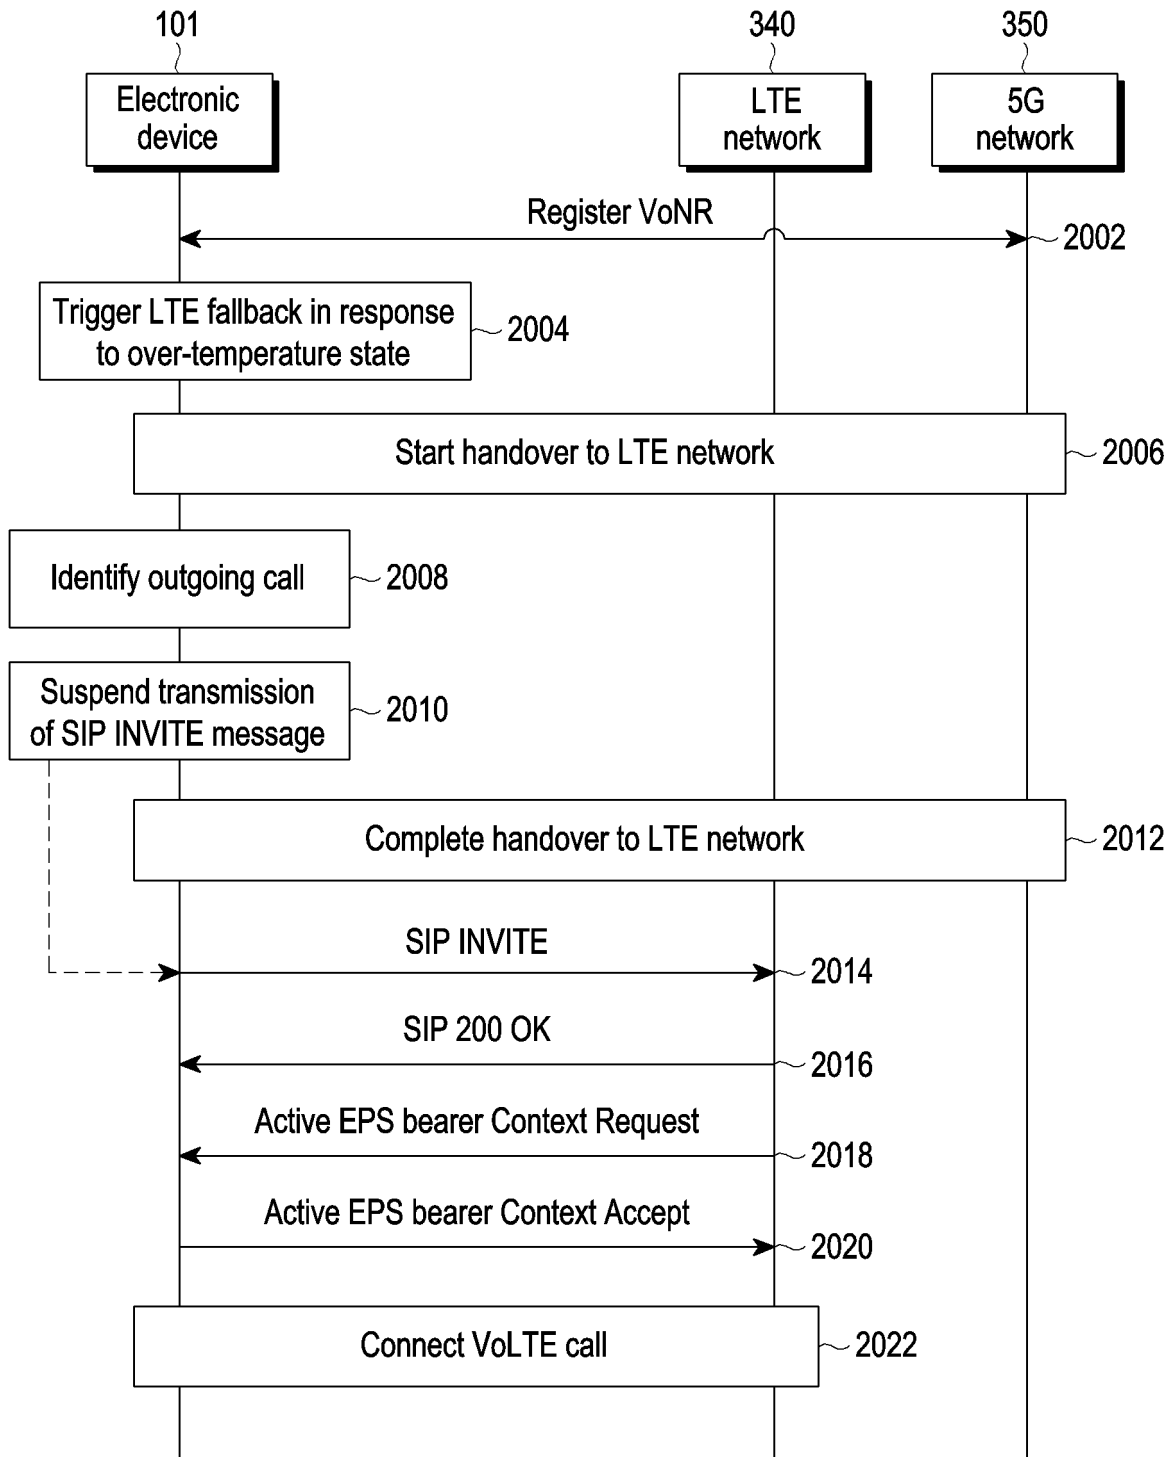 101
340
350
Electronic
device
LTE
network
5G
network
Register VoNR
2002
Trigger LTE fallback in response
to over-temperature state
2004
Start handover to LTE network
2006
Identify outgoing call
2008
Suspend transmission
of SIP INVITE message
2010
Complete handover to LTE network
2012
SIP INVITE
2014
SIP 200 OK
2016
Active EPS bearer Context Request
2018
Active EPS bearer Context Accept
2020
Connect VoLTE call
2022